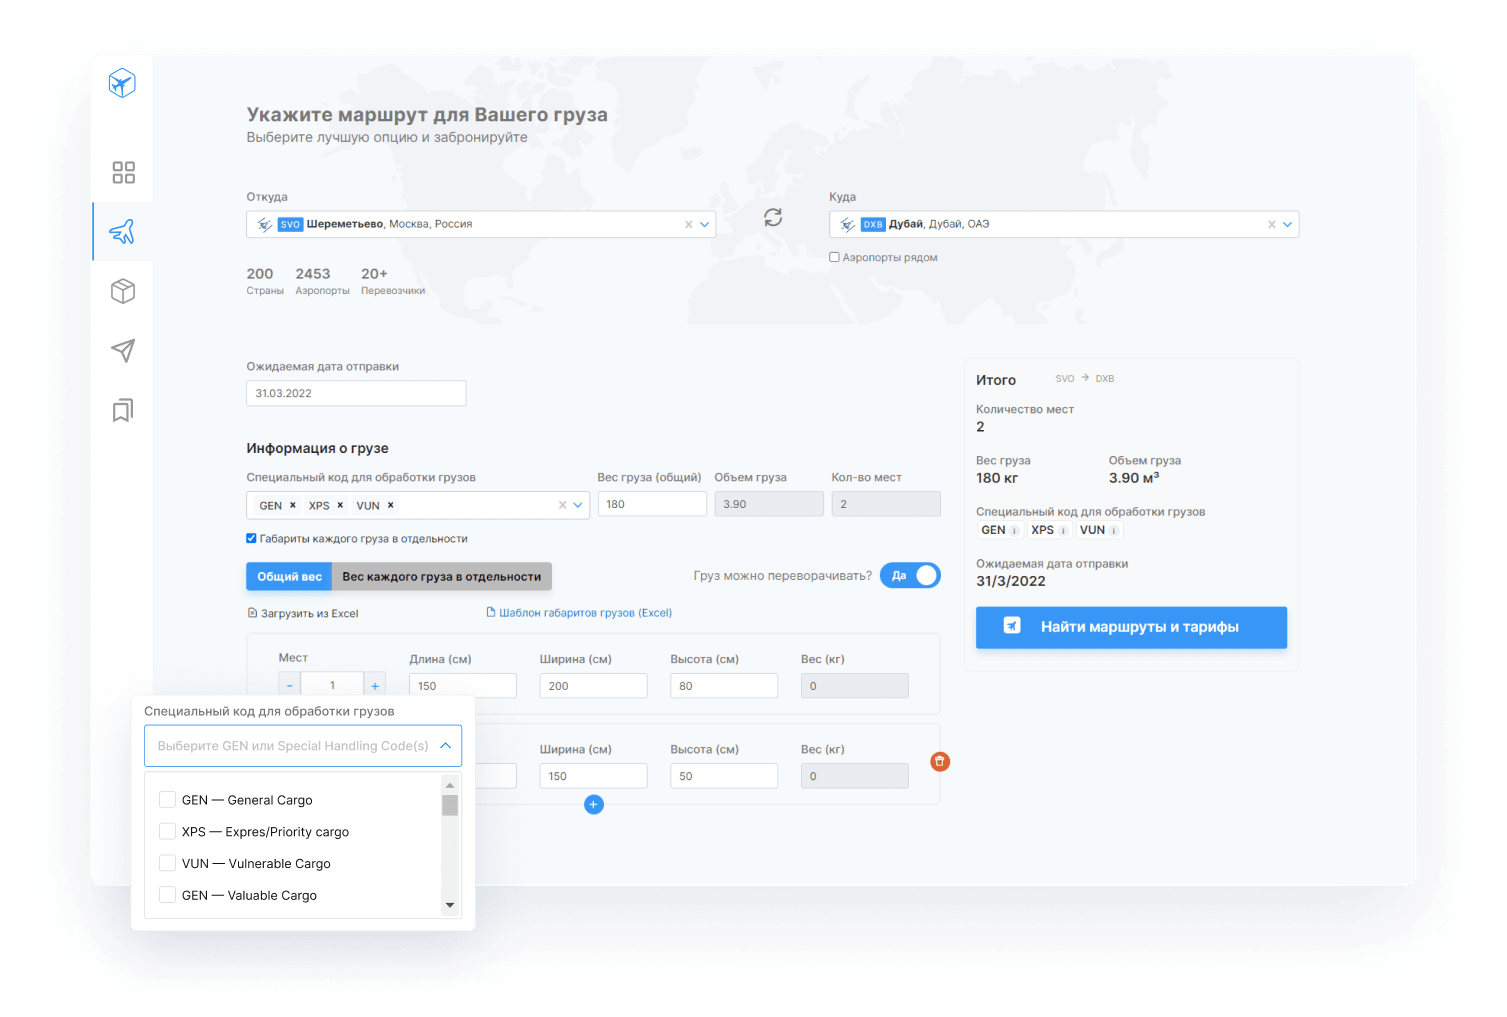 Укажите маршрут для Вашего груза
Выберите лучшую опцию и забронируйте
Откуда
SVO Шереметьево, Москва, Россия
Куда
DXB Дубай, Дубай, ОАЭ
Аэропорты рядом
200 2453 20+
Страны Аэропорты Перевозчики
Ожидаемая дата отправки
31.03.2022
Информация о грузе
Специальный код для обработки грузов Вес груза (общий) Объем груза Кол-во мест
GEN × XPS × VUN × 180 3.90 2
Габариты каждого груза в отдельности
Общий вес Вес каждого груза в отдельности
Груз можно переворачивать? Да
Загрузить из Excel Шаблон габаритов грузов (Excel)
Мест Длина (см) Ширина (см) Высота (см) Вес (кг)
- 1 + 150 200 80 0
Ширина (см) Высота (см) Вес (кг)
150 50 0
+
Итого SVO → DXB
Количество мест
2
Вес груза Объем груза
180 кг 3.90 м³
Специальный код для обработки грузов
GEN i XPS i VUN i
Ожидаемая дата отправки
31/3/2022
Найти маршруты и тарифы
Специальный код для обработки грузов
Выберите GEN или Special Handling Code(s)
GEN — General Cargo
XPS — Expres/Priority cargo
VUN — Vulnerable Cargo
GEN — Valuable Cargo